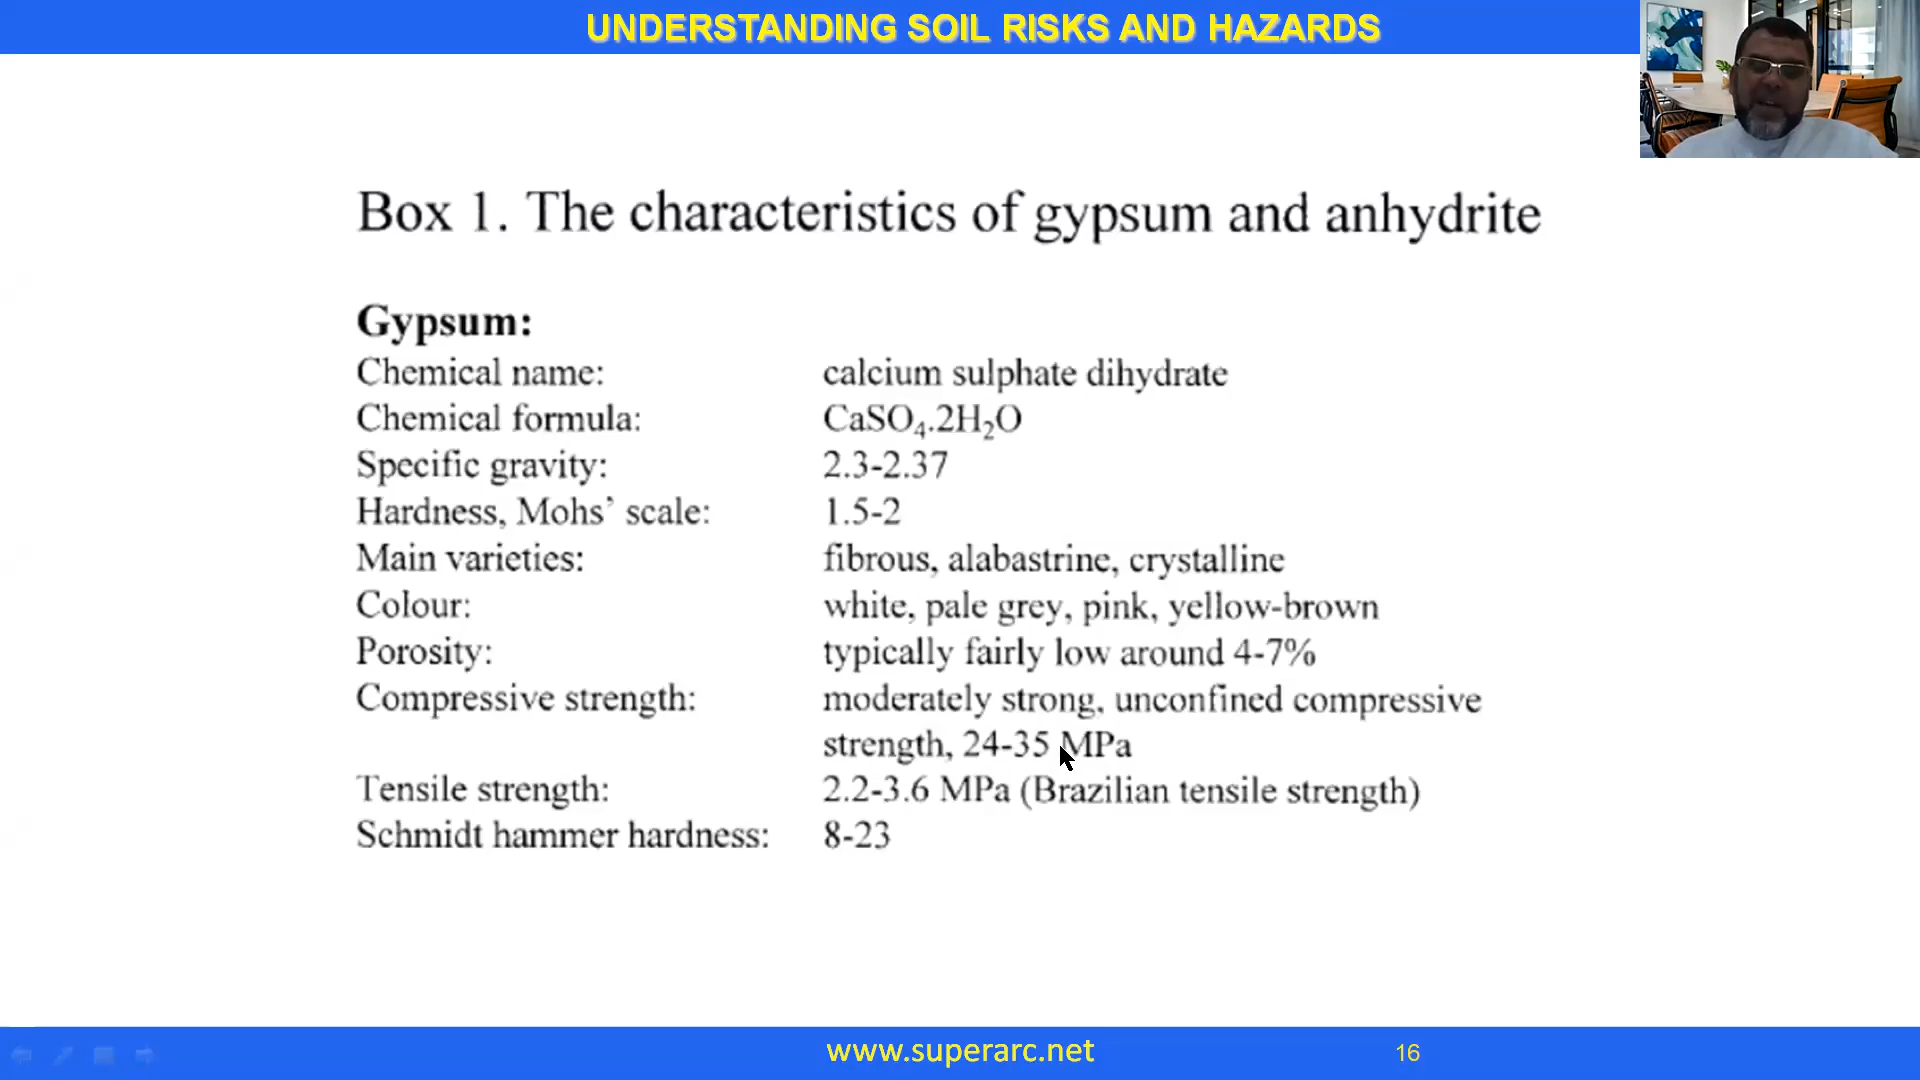 UNDERSTANDING SOIL RISKS AND HAZARDS
Box 1. The characteristics of gypsum and anhydrite
Gypsum:
Chemical name: calcium sulphate dihydrate
Chemical formula: CaSO₄.2H₂O
Specific gravity: 2.3-2.37
Hardness, Mohs’ scale: 1.5-2
Main varieties: fibrous, alabastrine, crystalline
Colour: white, pale grey, pink, yellow-brown
Porosity: typically fairly low around 4-7%
Compressive strength: moderately strong, unconfined compressive
strength, 24-35 MPa
Tensile strength: 2.2-3.6 MPa (Brazilian tensile strength)
Schmidt hammer hardness: 8-23
www.superarc.net
16